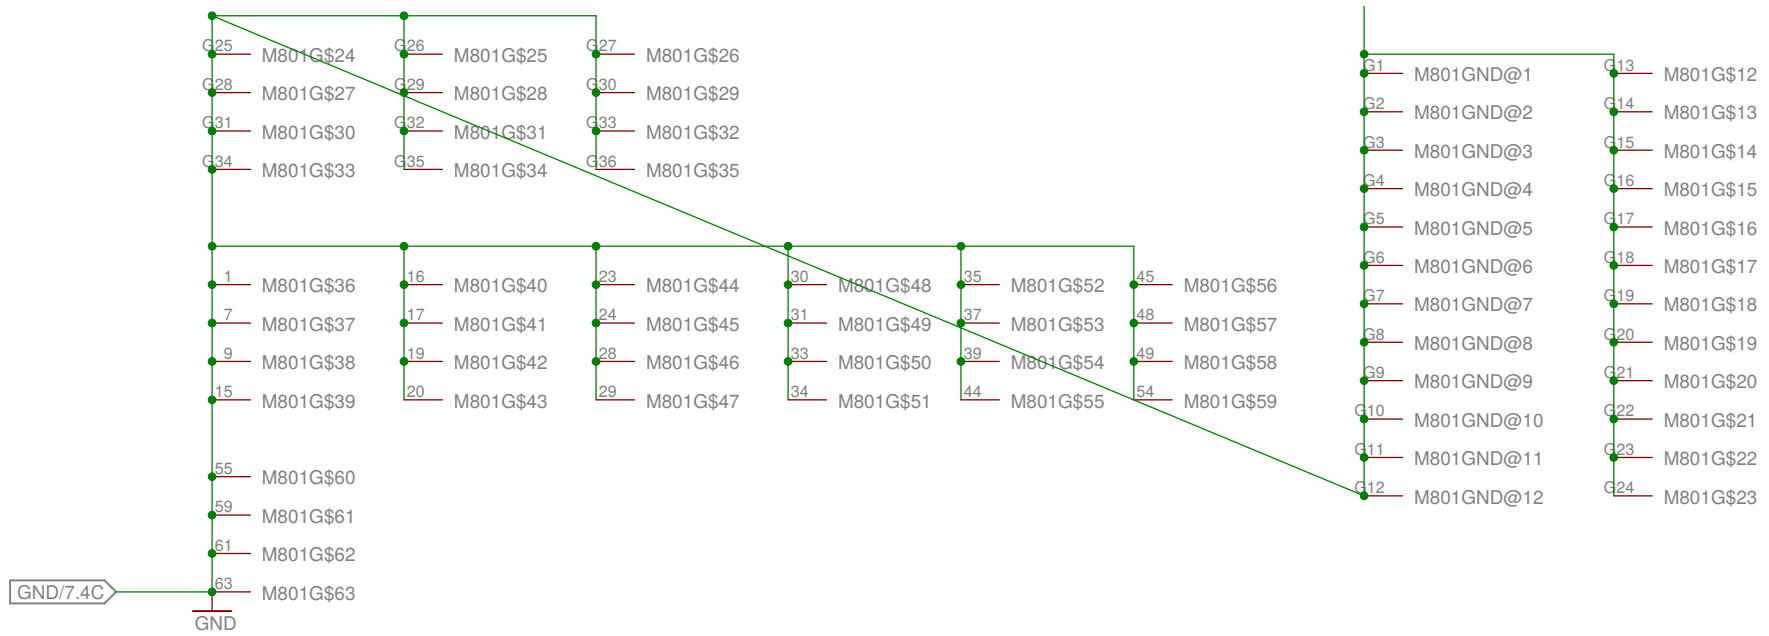 G25 M801G$24 G26 M801G$25 G27 M801G$26
G28 M801G$27 G29 M801G$28 G30 M801G$29
G31 M801G$30 G32 M801G$31 G33 M801G$32
G34 M801G$33 G35 M801G$34 G36 M801G$35
1 M801G$36 16 M801G$40 23 M801G$44 30 M801G$48 35 M801G$52 45 M801G$56
7 M801G$37 17 M801G$41 24 M801G$45 31 M801G$49 37 M801G$53 48 M801G$57
9 M801G$38 19 M801G$42 28 M801G$46 33 M801G$50 39 M801G$54 49 M801G$58
15 M801G$39 20 M801G$43 29 M801G$47 34 M801G$51 44 M801G$55 54 M801G$59
55 M801G$60
59 M801G$61
61 M801G$62
GND/7.4C 63 M801G$63
GND
G1 M801GND@1 G13 M801G$12
G2 M801GND@2 G14 M801G$13
G3 M801GND@3 G15 M801G$14
G4 M801GND@4 G16 M801G$15
G5 M801GND@5 G17 M801G$16
G6 M801GND@6 G18 M801G$17
G7 M801GND@7 G19 M801G$18
G8 M801GND@8 G20 M801G$19
G9 M801GND@9 G21 M801G$20
G10 M801GND@10 G22 M801G$21
G11 M801GND@11 G23 M801G$22
G12 M801GND@12 G24 M801G$23